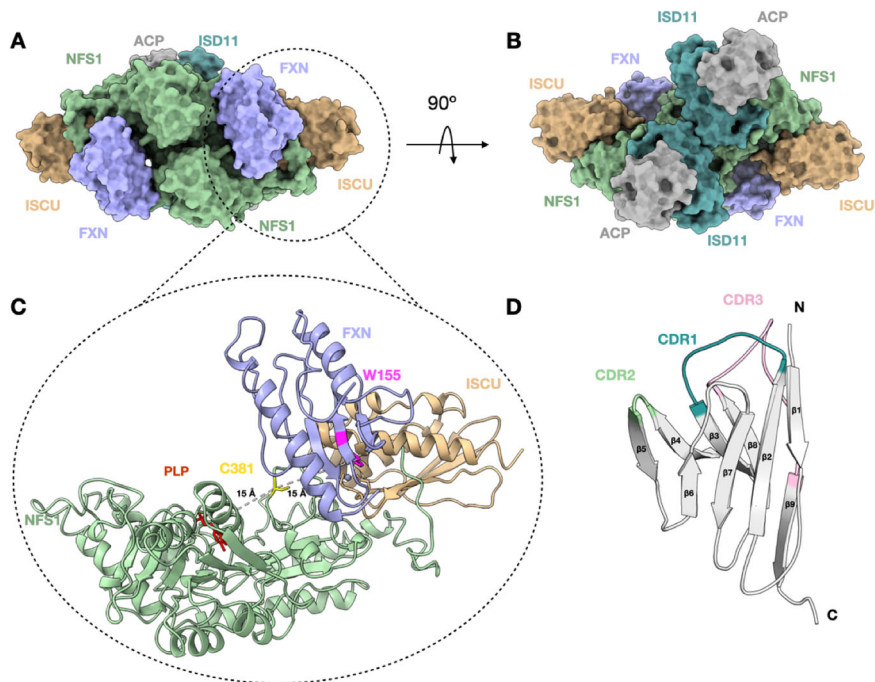 A
ACP
ISD11
NFS1
FXN
ISCU
ISCU
FXN
NFS1
90º
B
ISD11
ACP
FXN
NFS1
ISCU
NFS1
ACP
FXN
ISCU
ISD11
C
FXN
W155
ISCU
C381
PLP
15 Å
15 Å
NFS1
D
CDR3
N
CDR1
CDR2
β1
β5
β4
β3
β8
β2
β7
β6
β9
C